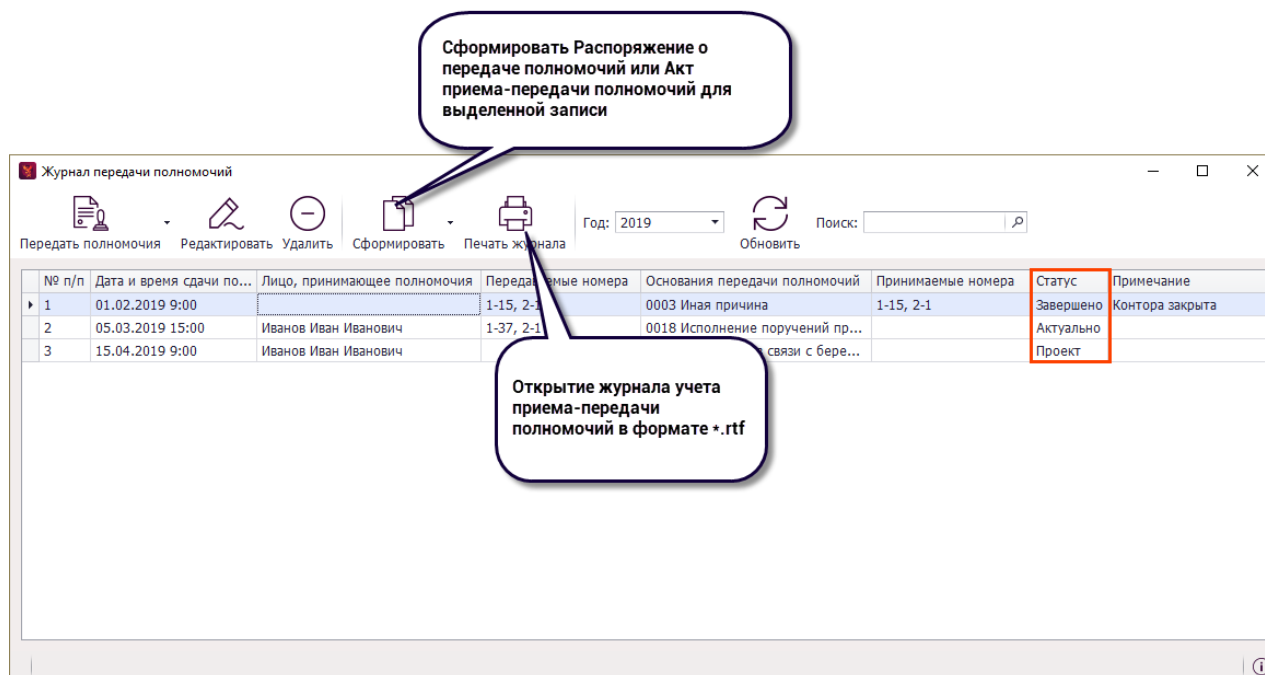 Сформировать Распоряжение о
передаче полномочий или Акт
приема-передачи полномочий для
выделенной записи
Журнал передачи полномочий
Передать полномочия Редактировать Удалить Сформировать Печать журнала Год: 2019 Обновить Поиск:
№ п/п Дата и время сдачи по... Лицо, принимающее полномочия номера Основания передачи полномочий Принимаемые номера Статус Примечание
1 01.02.2019 9:00 1-15, 2-1 0003 Иная причина 1-15, 2-1 Завершено Контора закрыта
2 05.03.2019 15:00 Иванов Иван Иванович 1-37, 2-1 0018 Исполнение поручений пр... Актуально
3 15.04.2019 9:00 Иванов Иван Иванович связи с бере... Проект
Открытие журнала учета
приема-передачи
полномочий в формате *.rtf